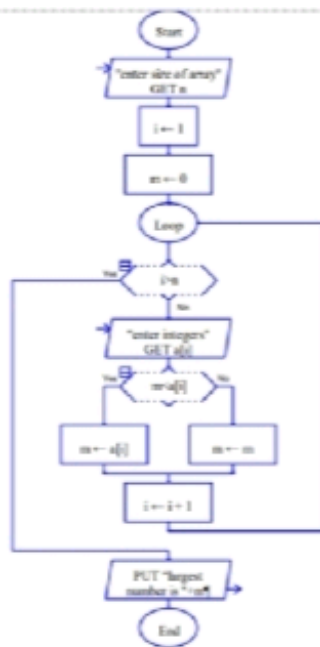 Start
"enter size of array"
GET n
i ← 1
m ← 0
Loop
Yes
i>n
No
"enter integers"
GET a[i]
Yes
m<a[i]
No
m ← a[i]
m ← m
i ← i + 1
PUT "largest
number is "+m¶
End